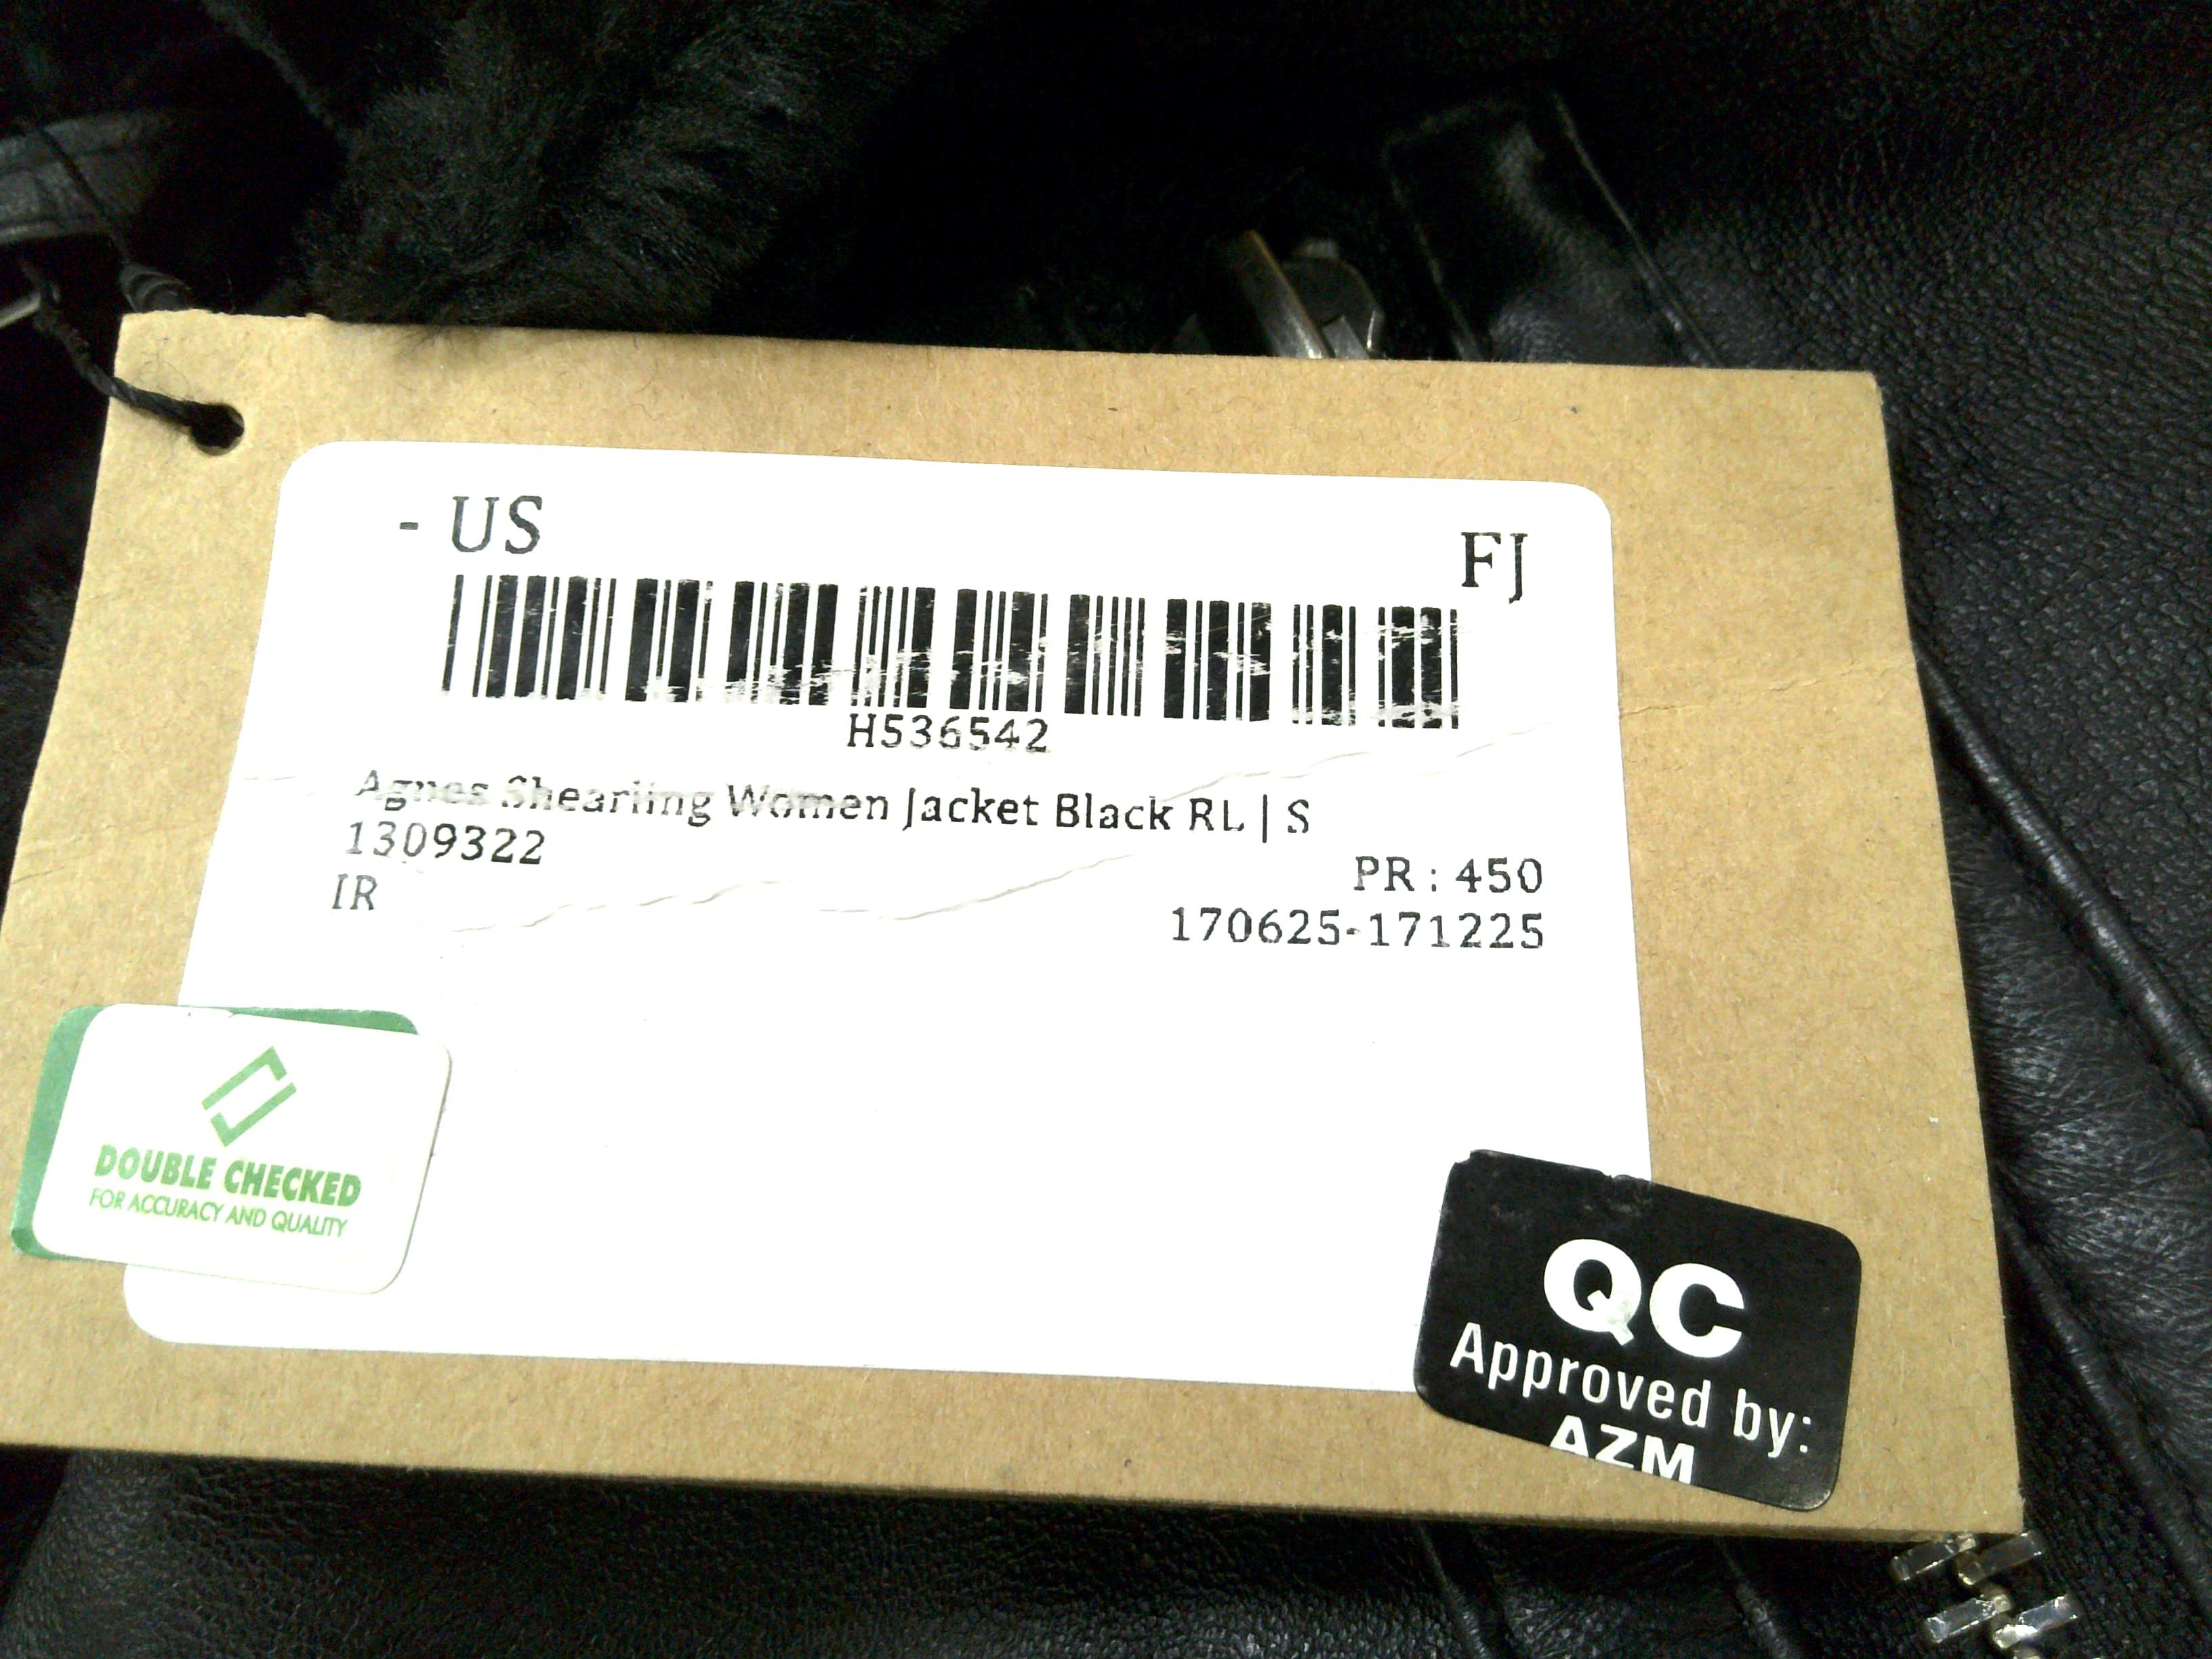 - US
FJ
H536542
Agnes Shearling Women Jacket Black RL | S
1309322
PR : 450
IR
170625-171225
DOUBLE CHECKED
FOR ACCURACY AND QUALITY
QC
Approved by:
AZM